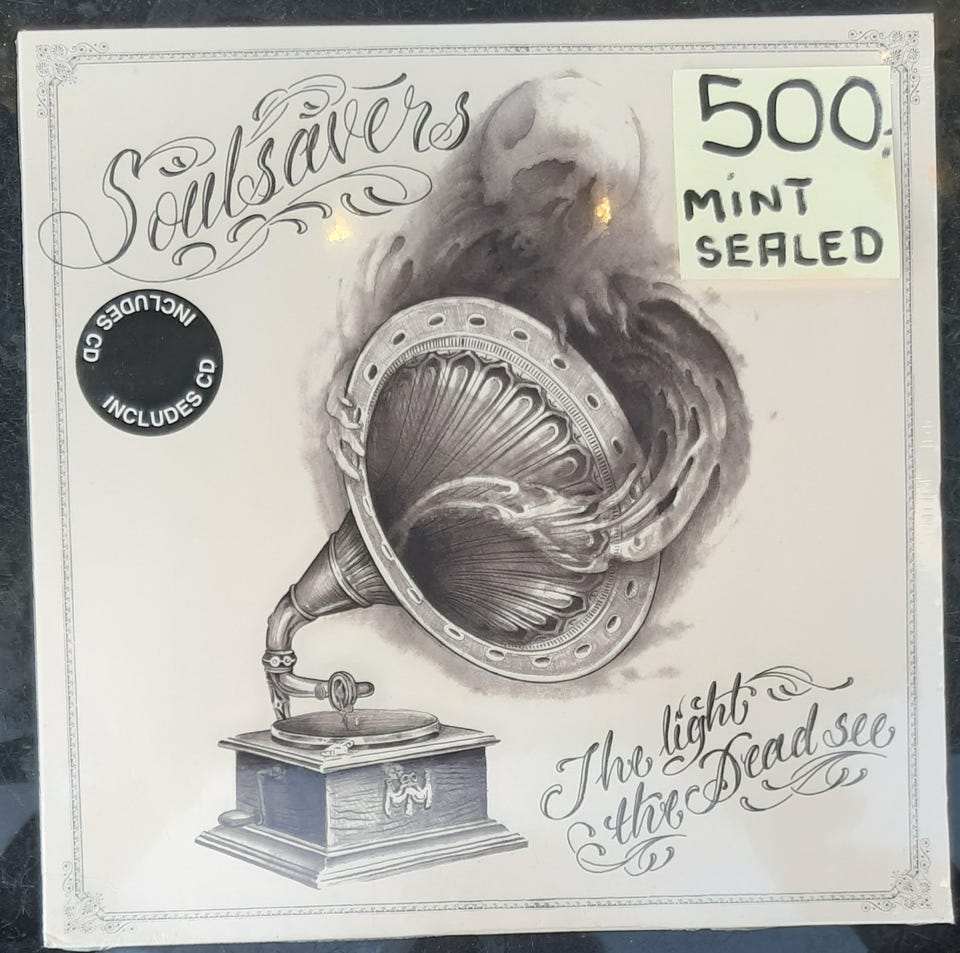 Soulsavers
500:
MINT
SEALED
INCLUDES CD
INCLUDES CD
The light
the Dead see